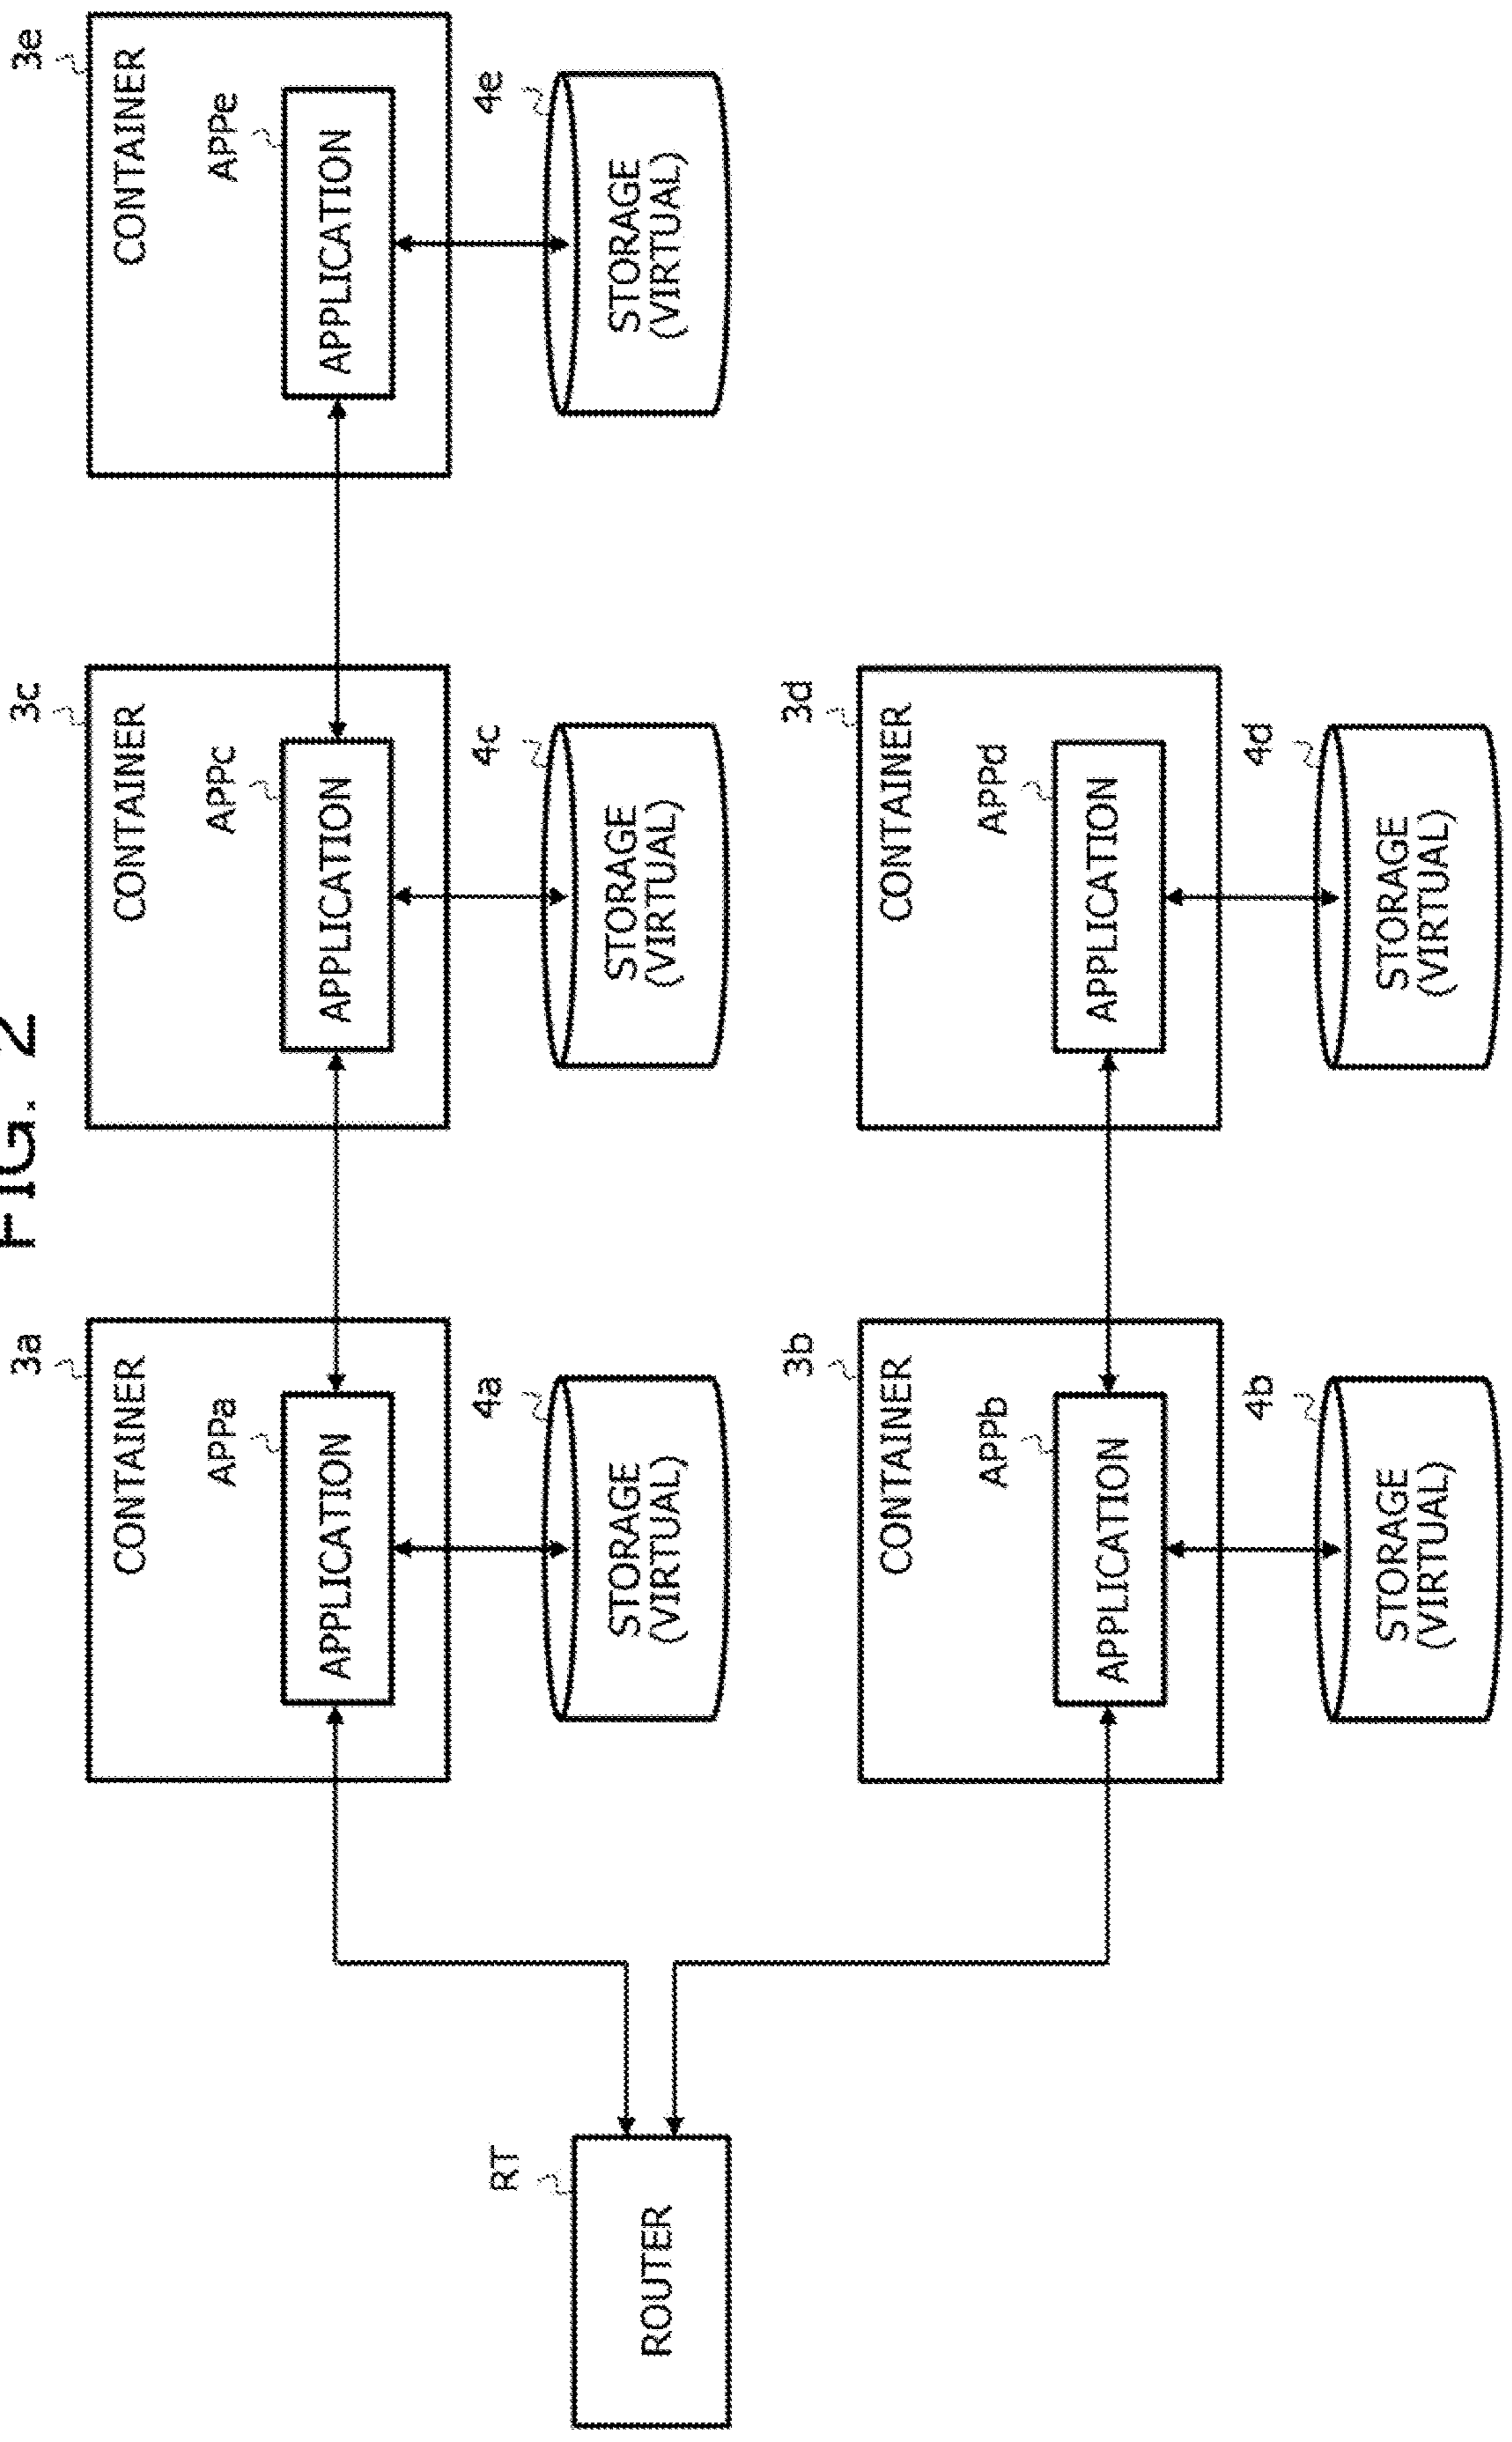 FIG. 2
3a
CONTAINER
APPa
APPLICATION
4a
STORAGE
(VIRTUAL)
3c
CONTAINER
APPc
APPLICATION
4c
STORAGE
(VIRTUAL)
3e
CONTAINER
APPe
APPLICATION
4e
STORAGE
(VIRTUAL)
RT
ROUTER
3b
CONTAINER
APPb
APPLICATION
4b
STORAGE
(VIRTUAL)
3d
CONTAINER
APPd
APPLICATION
4d
STORAGE
(VIRTUAL)